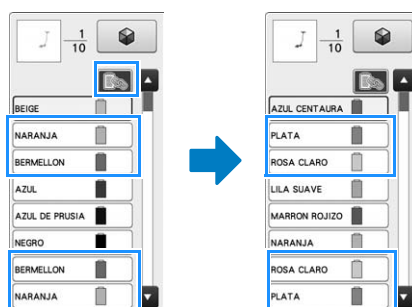 1
10
BEIGE
NARANJA
BERMELLON
AZUL
AZUL DE PRUSIA
NEGRO
BERMELLON
NARANJA
1
10
AZUL CENTAURA
PLATA
ROSA CLARO
LILA SUAVE
MARRON ROJIZO
NARANJA
ROSA CLARO
PLATA